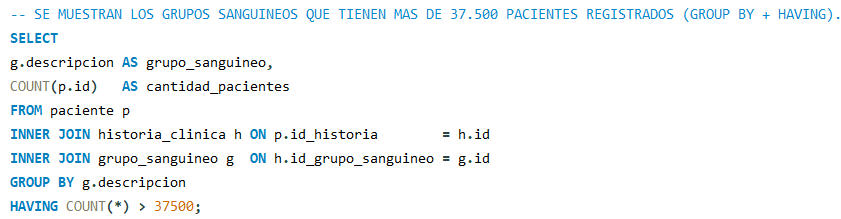 -- SE MUESTRAN LOS GRUPOS SANGUINEOS QUE TIENEN MAS DE 37.500 PACIENTES REGISTRADOS (GROUP BY + HAVING).
SELECT
g.descripcion AS grupo_sanguineo,
COUNT(p.id)   AS cantidad_pacientes
FROM paciente p
INNER JOIN historia_clinica h ON p.id_historia        = h.id
INNER JOIN grupo_sanguineo g  ON h.id_grupo_sanguineo = g.id
GROUP BY g.descripcion
HAVING COUNT(*) > 37500;